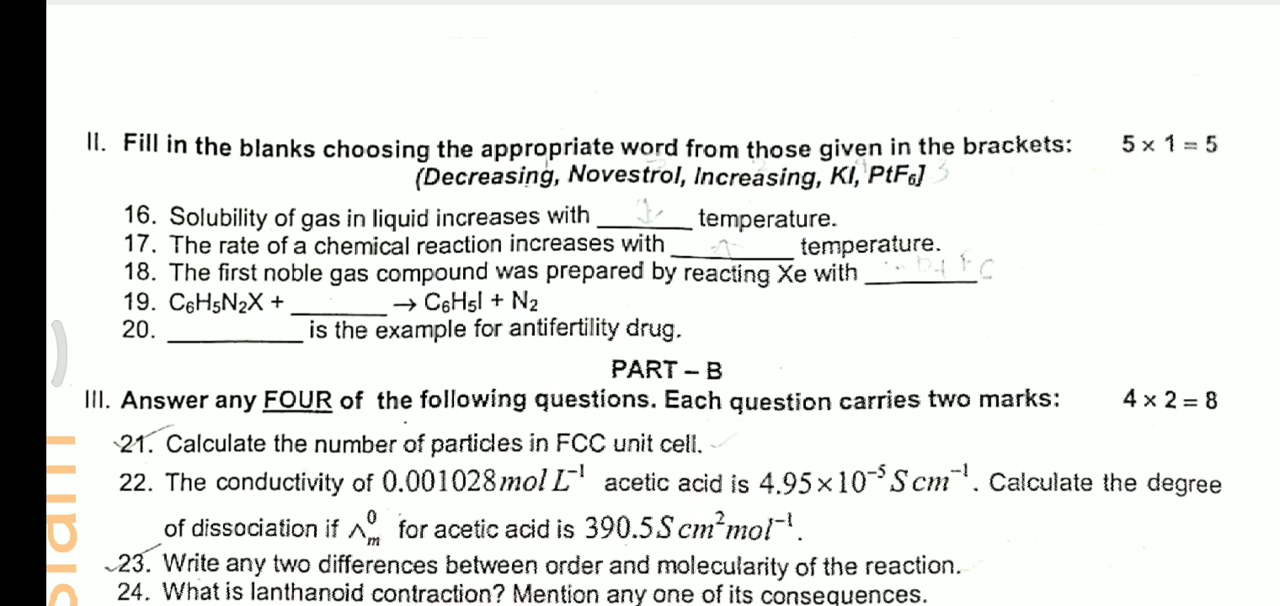 II. Fill in the blanks choosing the appropriate word from those given in the brackets: 5 × 1 = 5
(Decreasing, Novestrol, Increasing, KI, PtF₆] 3
16. Solubility of gas in liquid increases with ______ temperature.
17. The rate of a chemical reaction increases with ______ temperature.
18. The first noble gas compound was prepared by reacting Xe with ______
19. C₆H₅N₂X + ______ → C₆H₅I + N₂
20. ______ is the example for antifertility drug.
PART – B
III. Answer any FOUR of the following questions. Each question carries two marks: 4 × 2 = 8
21. Calculate the number of particles in FCC unit cell.
22. The conductivity of 0.001028 mol L⁻¹ acetic acid is 4.95×10⁻⁵ S cm⁻¹. Calculate the degree
of dissociation if ∧⁰ₘ for acetic acid is 390.5 S cm² mol⁻¹.
23. Write any two differences between order and molecularity of the reaction.
24. What is lanthanoid contraction? Mention any one of its consequences.